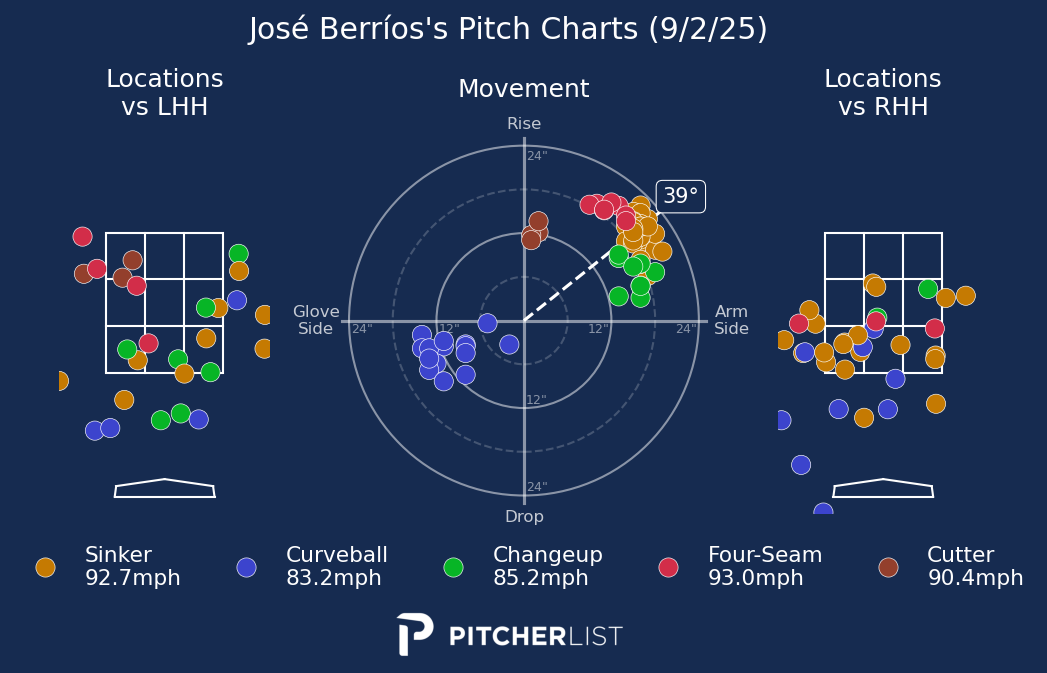 José Berríos's Pitch Charts (9/2/25)
Locations
vs LHH
Movement
Locations
vs RHH
Rise
24"
39°
Glove
Side
24"
12"
12"
24"
Arm
Side
12"
24"
Drop
Sinker
92.7mph
Curveball
83.2mph
Changeup
85.2mph
Four-Seam
93.0mph
Cutter
90.4mph
PITCHERLIST